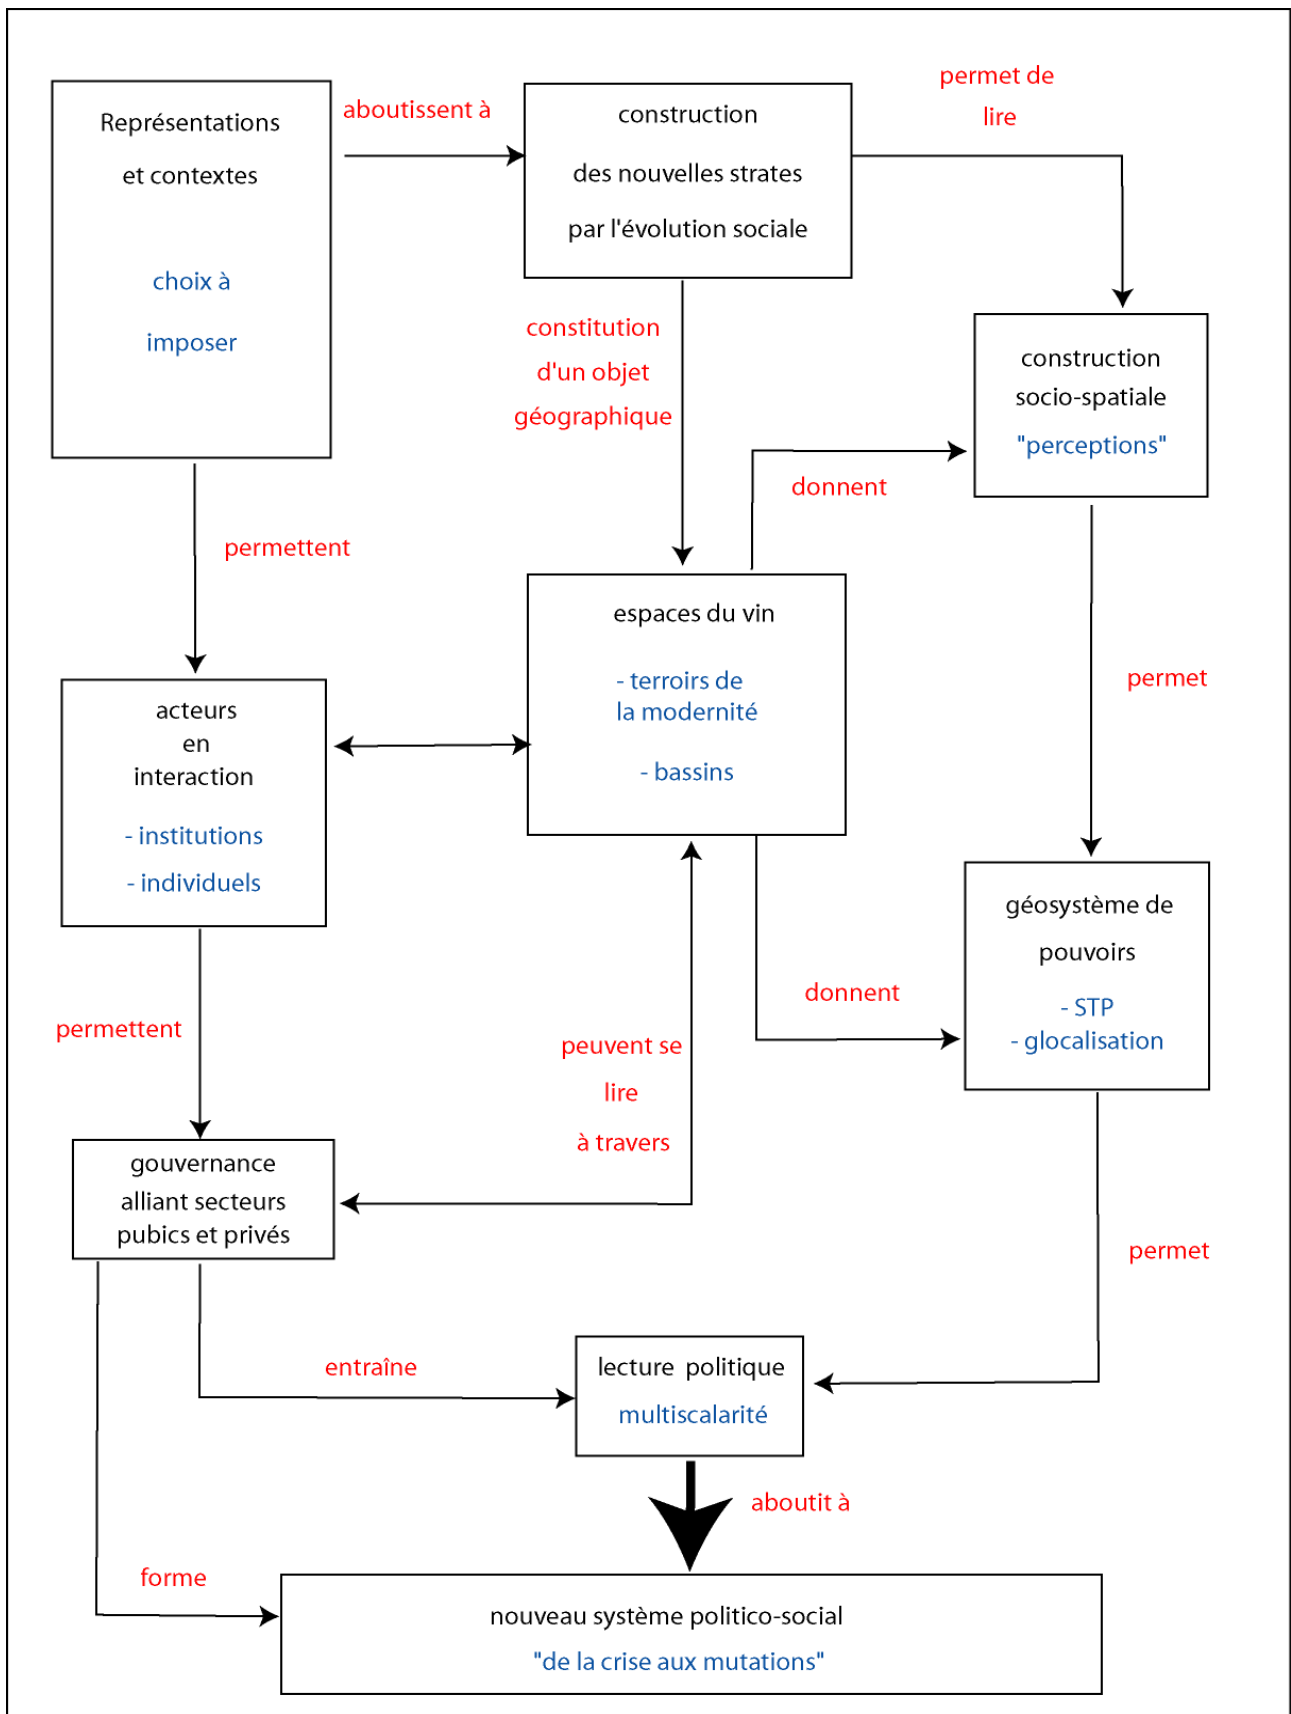 Représentations
et contextes
choix à
imposer
aboutissent à
construction
des nouvelles strates
par l'évolution sociale
permet de
lire
constitution
d'un objet
géographique
construction
socio-spatiale
"perceptions"
donnent
permettent
espaces du vin
- terroirs de
la modernité
- bassins
permet
acteurs
en
interaction
- institutions
- individuels
géosystème de
pouvoirs
- STP
- glocalisation
donnent
permettent
peuvent se
lire
à travers
gouvernance
alliant secteurs
pubics et privés
permet
entraîne
lecture politique
multiscalarité
aboutit à
forme
nouveau système politico-social
"de la crise aux mutations"